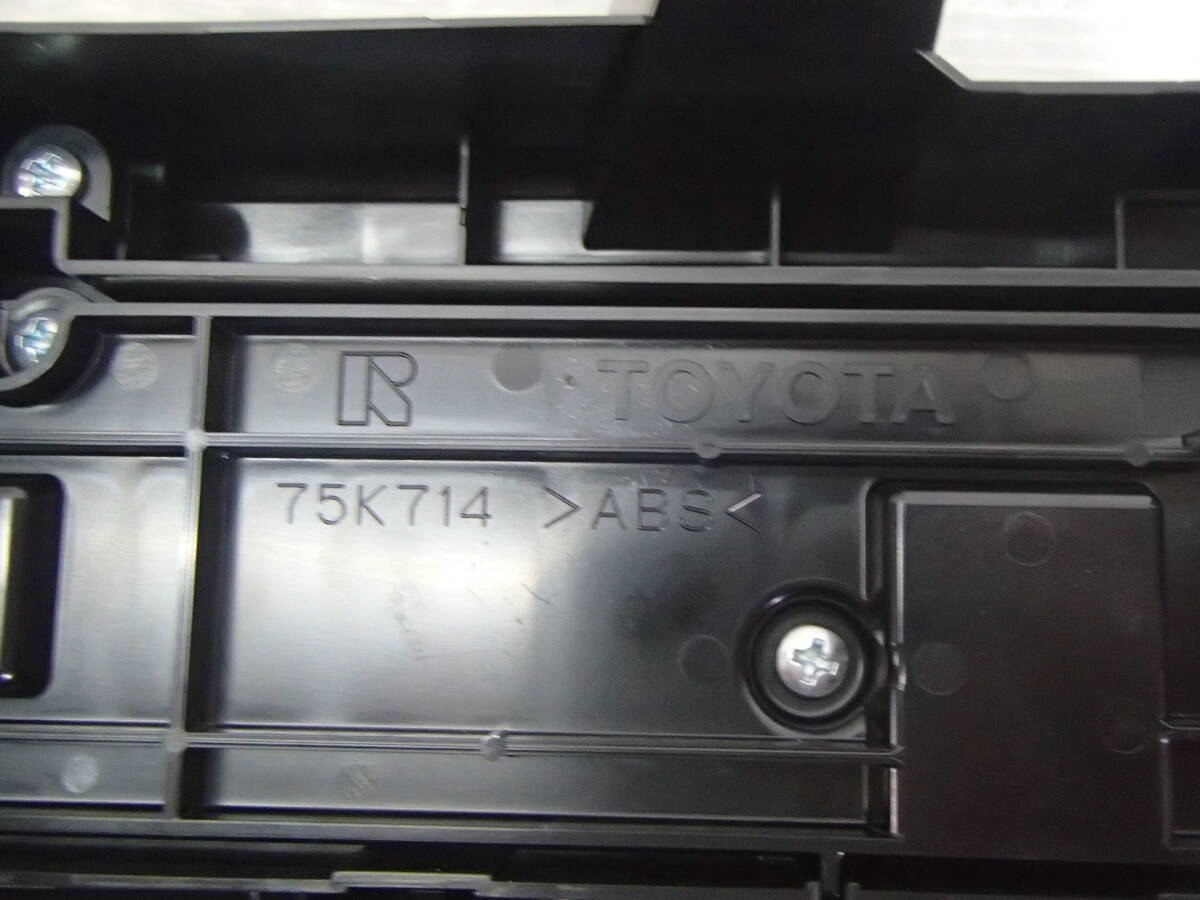 R TOYOTA
75K714 >ABS<